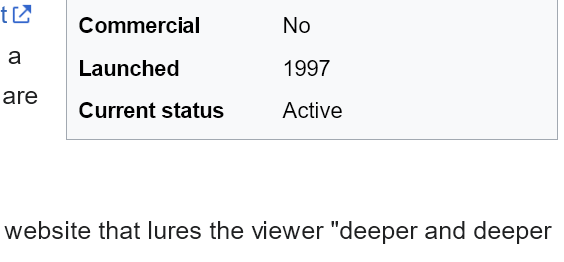 t
Commercial No
a
Launched 1997
are
Current status Active
website that lures the viewer "deeper and deeper